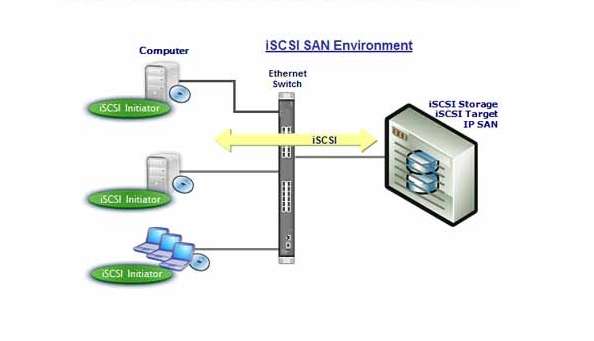 iSCSI SAN Environment
Computer
Ethernet
Switch
iSCSI Initiator
iSCSI
iSCSI Storage
iSCSI Target
IP SAN
iSCSI Initiator
iSCSI Initiator